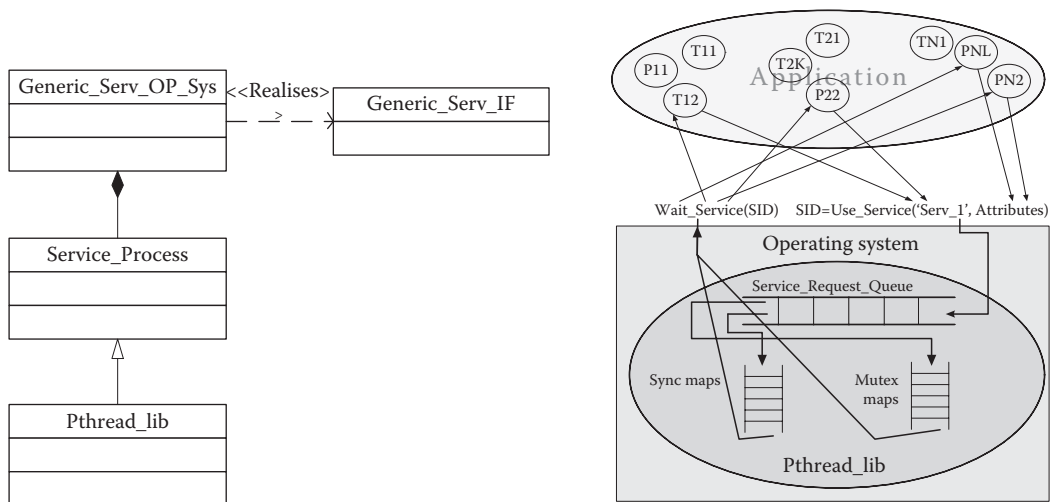 Generic_Serv_OP_Sys
<<Realises>
>
Generic_Serv_IF
Service_Process
Pthread_lib
T11
T21
TN1
PNL
P11
T2K
Application
PN2
T12
P22
Wait_Service(SID)
SID=Use_Service(‘Serv_1’, Attributes)
Operating system
Service_Request_Queue
Sync maps
Mutex
maps
Pthread_lib